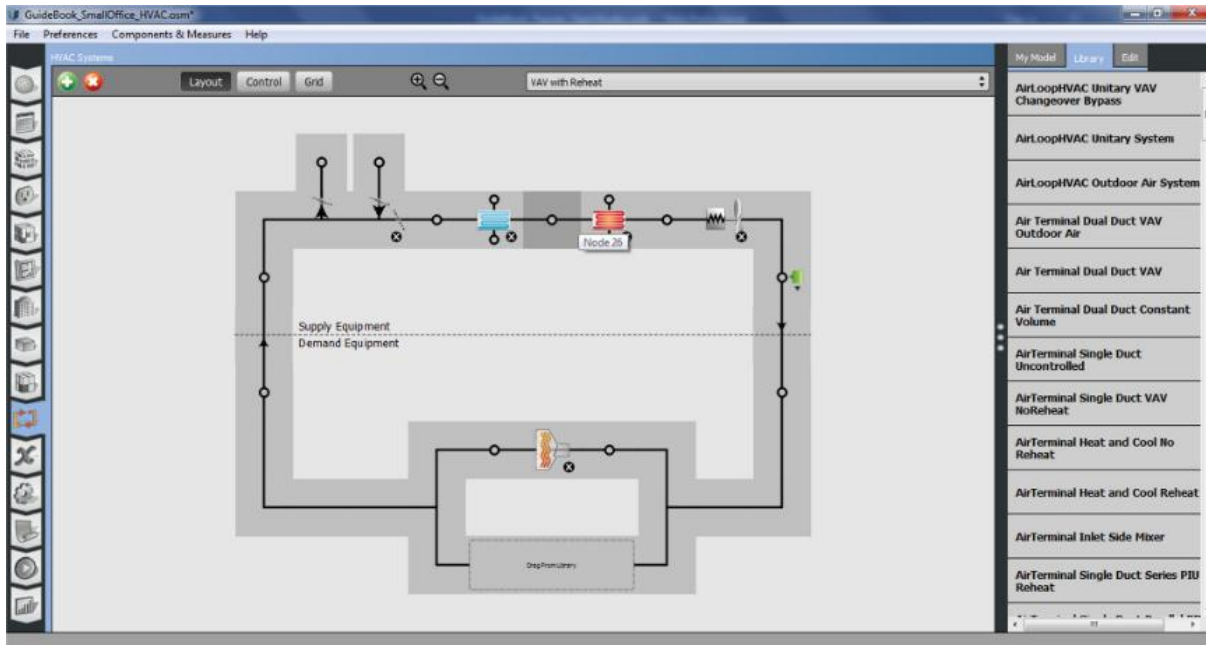 GuideBook_SmallOffice_HVAC.osm*
File Preferences Components & Measures Help
HVAC Systems
My Model Library Edit
Layout Control Grid
VAV with Reheat
AirLoopHVAC Unitary VAV
Changeover Bypass
AirLoopHVAC Unitary System
AirLoopHVAC Outdoor Air System
Air Terminal Dual Duct VAV
Outdoor Air
Air Terminal Dual Duct VAV
Air Terminal Dual Duct Constant
Volume
AirTerminal Single Duct
Uncontrolled
AirTerminal Single Duct VAV
NoReheat
AirTerminal Heat and Cool No
Reheat
AirTerminal Heat and Cool Reheat
AirTerminal Inlet Side Mixer
AirTerminal Single Duct Series PIU
Reheat
Node 26
Supply Equipment
Demand Equipment
Drag From Library